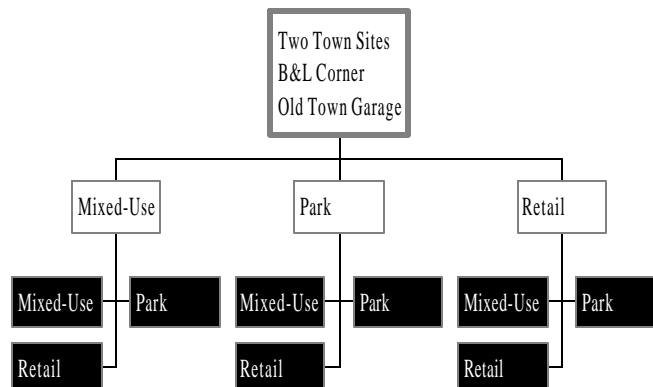 Two Town Sites
B&L Corner
Old Town Garage
Mixed-Use
Park
Retail
Mixed-Use
Park
Mixed-Use
Park
Mixed-Use
Park
Retail
Retail
Retail